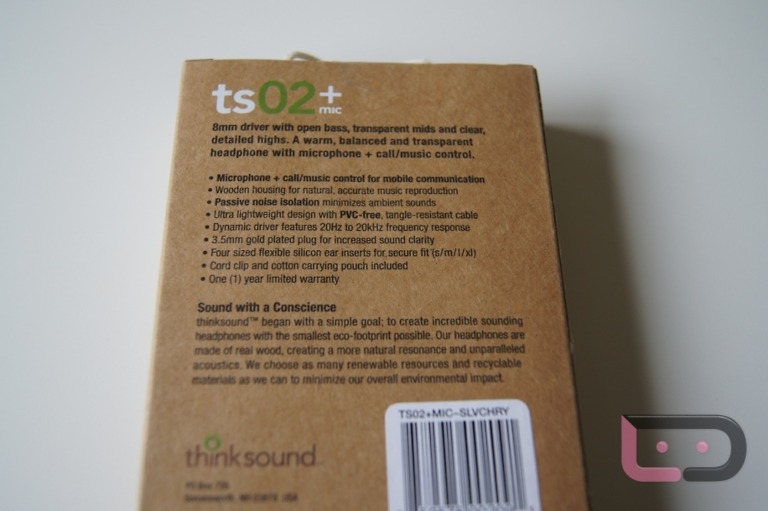 ts02+
mic
8mm driver with open bass, transparent mids and clear,
detailed highs. A warm, balanced and transparent
headphone with microphone + call/music control.
• Microphone + call/music control for mobile communication
• Wooden housing for natural, accurate music reproduction
• Passive noise isolation minimizes ambient sounds
• Ultra lightweight design with PVC-free, tangle-resistant cable
• Dynamic driver features 20Hz to 20kHz frequency response
• 3.5mm gold plated plug for increased sound clarity
• Four sized flexible silicon ear inserts for secure fit (s/m/l/xl)
• Cord clip and cotton carrying pouch included
• One (1) year limited warranty
Sound with a Conscience
thinksound™ began with a simple goal; to create incredible sounding
headphones with the smallest eco-footprint possible. Our headphones are
made of real wood, creating a more natural resonance and unparalleled
acoustics. We choose as many renewable resources and recyclable
materials as we can to minimize our overall environmental impact.
TS02+MIC-SLVCHRY
thinksound
PO Box
USA